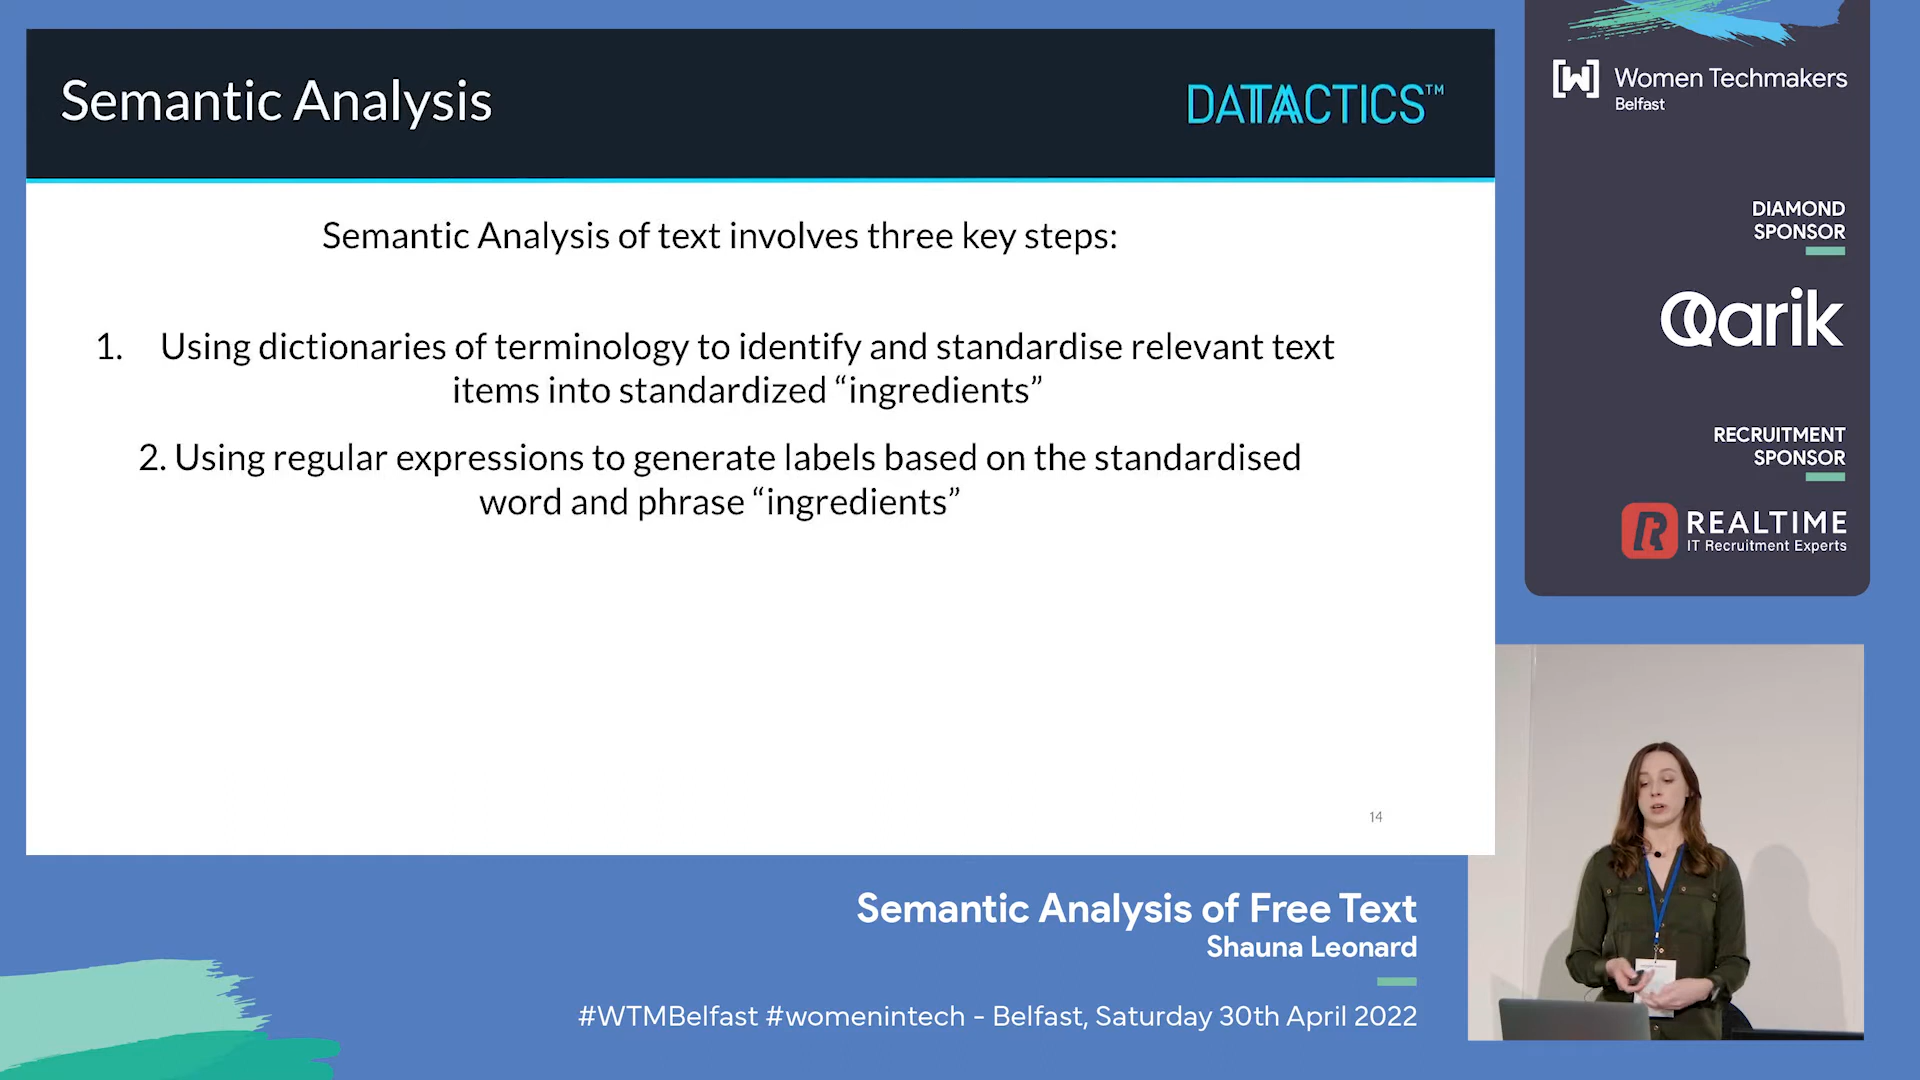 Semantic Analysis
DATACTICS™
Semantic Analysis of text involves three key steps:
1. Using dictionaries of terminology to identify and standardise relevant text
items into standardized “ingredients”
2. Using regular expressions to generate labels based on the standardised
word and phrase “ingredients”
14
[W] Women Techmakers
Belfast
DIAMOND
SPONSOR
Qarik
RECRUITMENT
SPONSOR
REALTIME
IT Recruitment Experts
Semantic Analysis of Free Text
Shauna Leonard
#WTMBelfast #womenintech - Belfast, Saturday 30th April 2022